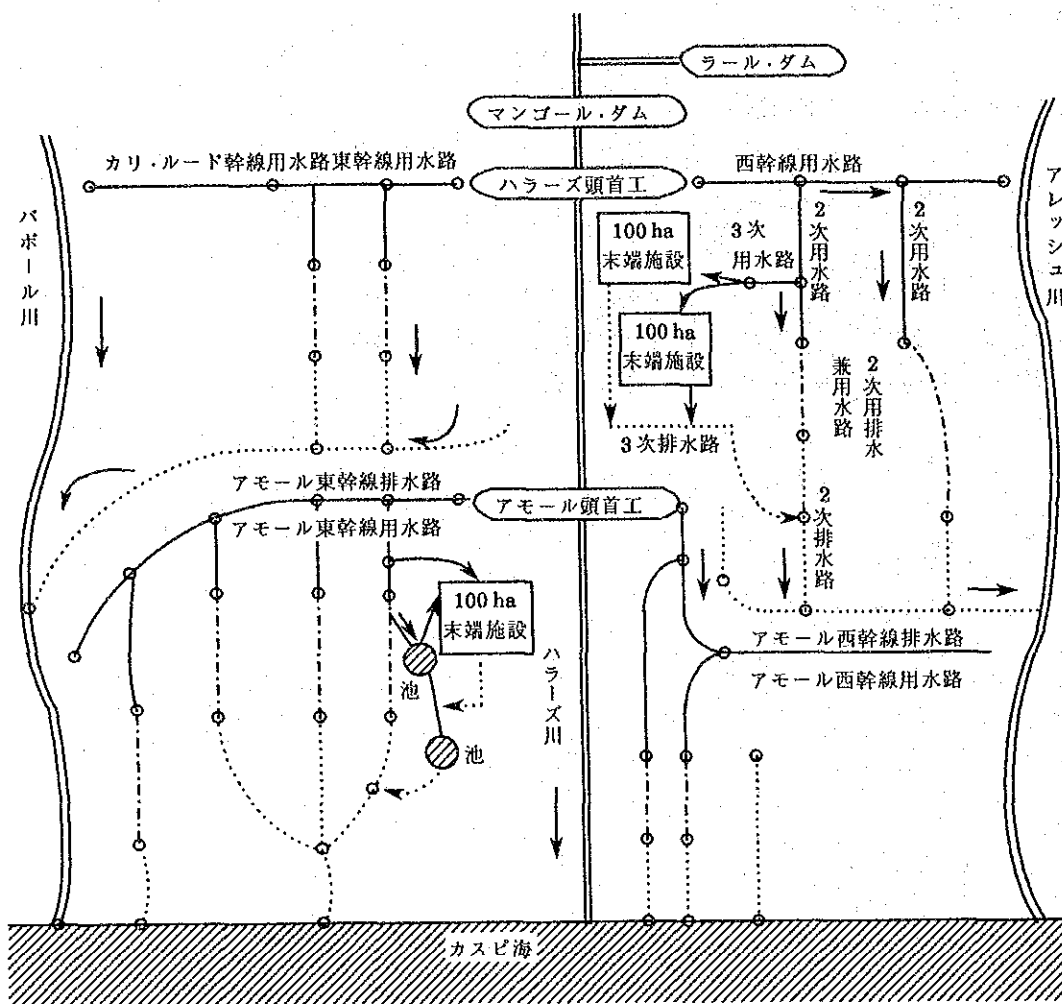 ラール・ダム
マンゴール・ダム
カリ・ルード幹線用水路東幹線用水路
ハラーズ頭首工
西幹線用水路
アレッシュ川
バボール川
100 ha
末端施設
3次
用水路
2次用水路
2次用水路
100 ha
末端施設
2次用排水
兼用水路
3次排水路
アモール東幹線排水路
アモール頭首工
アモール東幹線用水路
2次排水路
100 ha
末端施設
池
ハラーズ川
アモール西幹線排水路
アモール西幹線用水路
池
カスピ海